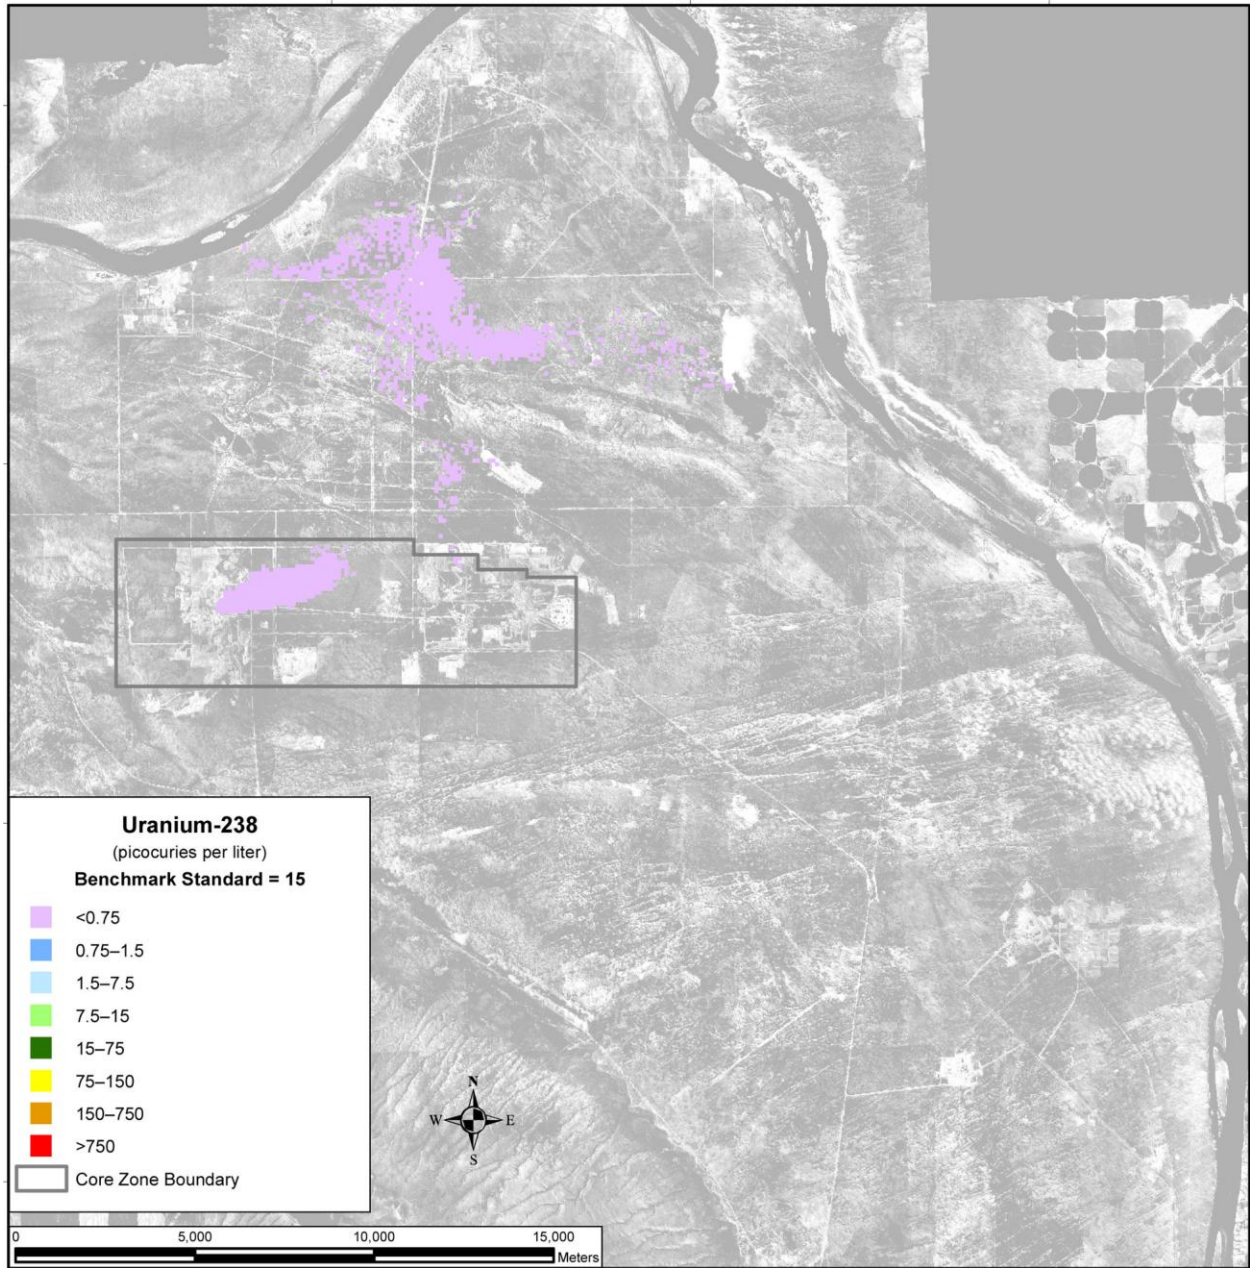 Uranium-238
(picocuries per liter)
Benchmark Standard = 15
<0.75
0.75–1.5
1.5–7.5
7.5–15
15–75
75–150
150–750
>750
Core Zone Boundary
N
W E
S
0 5,000 10,000 15,000
Meters